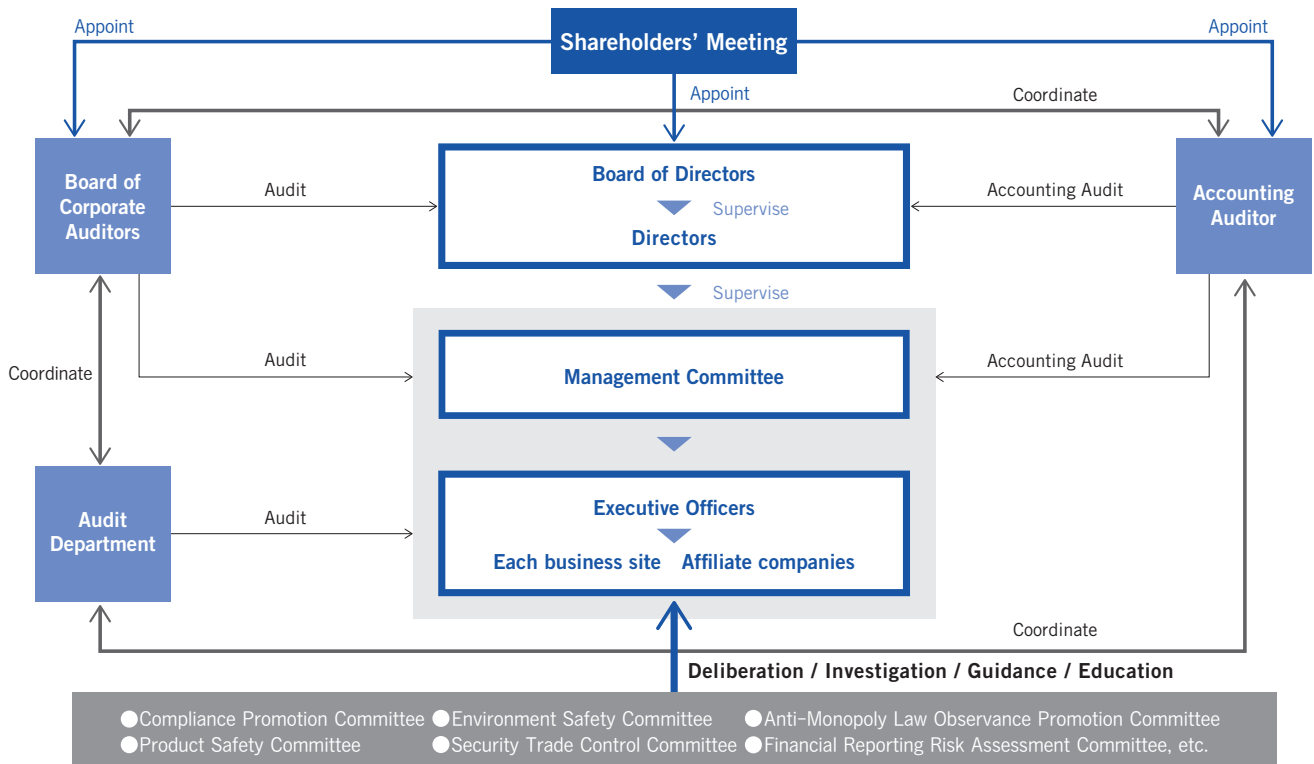 Appoint
Shareholders’ Meeting
Appoint
Appoint
Coordinate
Board of
Corporate
Auditors
Audit
Board of Directors
Supervise
Directors
Accounting Audit
Accounting
Auditor
Supervise
Coordinate
Audit
Management Committee
Accounting Audit
Audit
Department
Audit
Executive Officers
Each business site Affiliate companies
Coordinate
Deliberation / Investigation / Guidance / Education
●Compliance Promotion Committee ●Environment Safety Committee ●Anti-Monopoly Law Observance Promotion Committee
●Product Safety Committee ●Security Trade Control Committee ●Financial Reporting Risk Assessment Committee, etc.